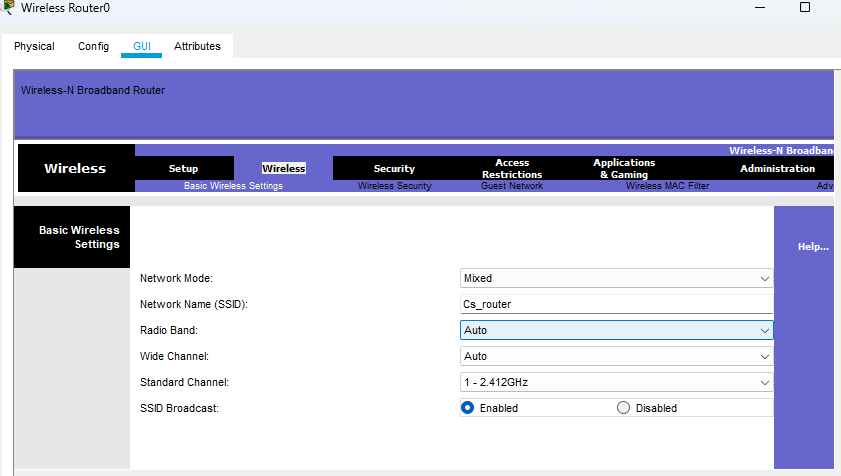 Wireless Router0
Physical Config GUI Attributes
Wireless-N Broadband Router
Wireless-N Broadban
Wireless
Setup Wireless Security Access Restrictions Applications & Gaming Administration
Basic Wireless Settings Wireless Security Guest Network Wireless MAC Filter Adv
Basic Wireless
Settings
Help...
Network Mode: Mixed
Network Name (SSID): Cs_router
Radio Band: Auto
Wide Channel: Auto
Standard Channel: 1 - 2.412GHz
SSID Broadcast: Enabled Disabled